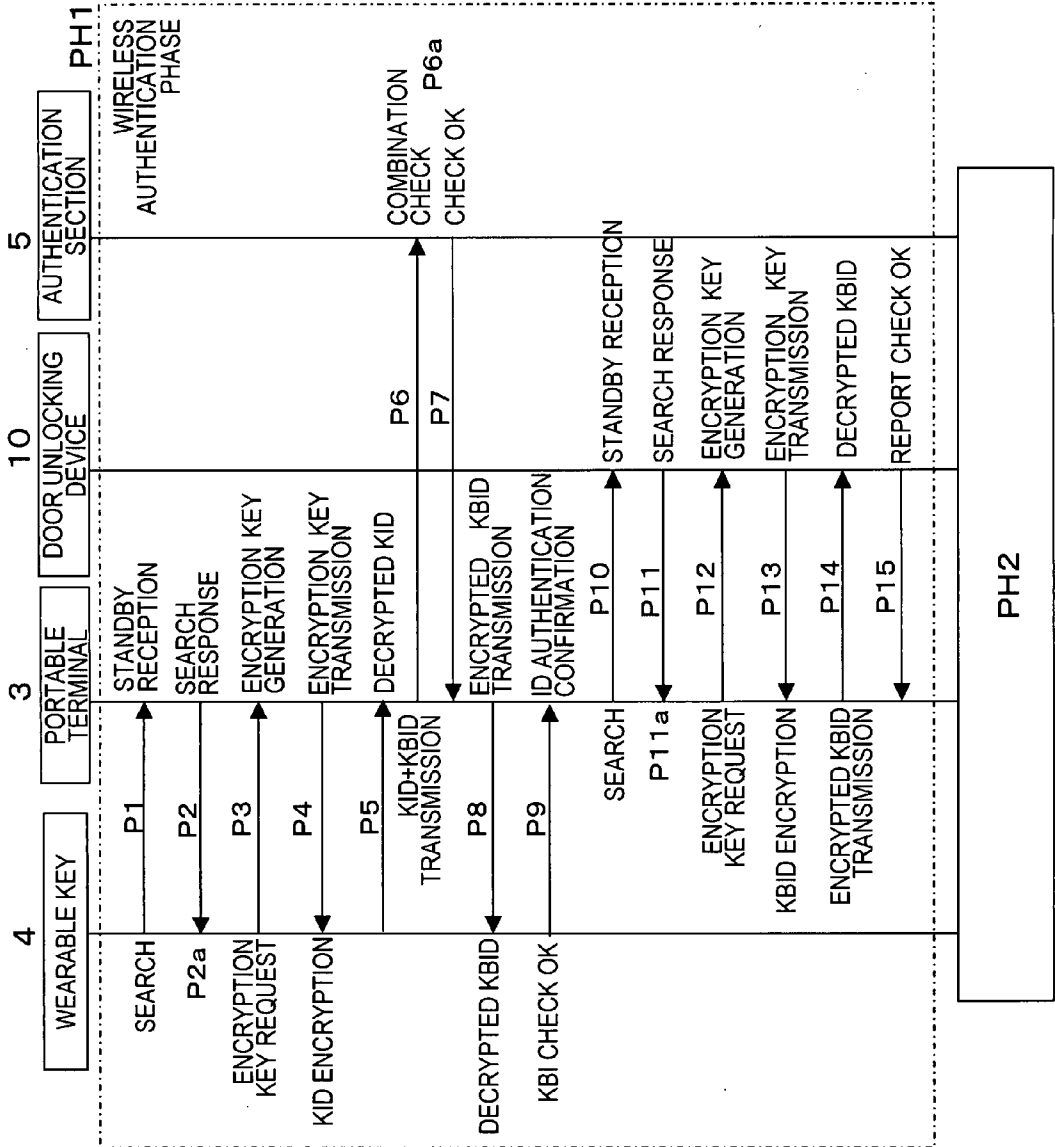 PH1
4
WEARABLE KEY
3
PORTABLE
TERMINAL
10
DOOR UNLOCKING
DEVICE
5
AUTHENTICATION
SECTION
WIRELESS
AUTHENTICATION
PHASE
SEARCH
P1
STANDBY
RECEPTION
P2a
P2
SEARCH
RESPONSE
ENCRYPTION
KEY REQUEST
P3
ENCRYPTION KEY
GENERATION
KID ENCRYPTION
P4
ENCRYPTION KEY
TRANSMISSION
P5
DECRYPTED KID
KID+KBID
TRANSMISSION
P6
COMBINATION
CHECK
P6a
P7
CHECK OK
DECRYPTED KBID
P8
ENCRYPTED KBID
TRANSMISSION
KBI CHECK OK
P9
ID AUTHENTICATION
CONFIRMATION
SEARCH
P10
STANDBY RECEPTION
P11a
P11
SEARCH RESPONSE
ENCRYPTION
KEY REQUEST
P12
ENCRYPTION KEY
GENERATION
KBID ENCRYPTION
P13
ENCRYPTION KEY
TRANSMISSION
ENCRYPTED KBID
TRANSMISSION
P14
DECRYPTED KBID
P15
REPORT CHECK OK
PH2